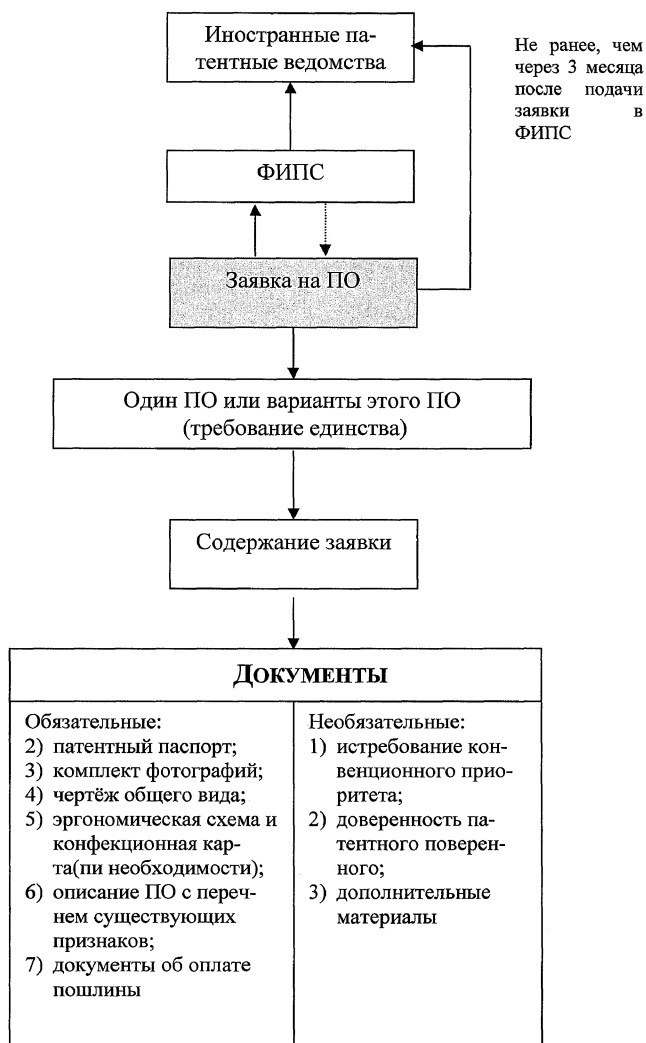 Иностранные па-
тентные ведомства
Не ранее, чем
через 3 месяца
после подачи
заявки в
ФИПС
ФИПС
Заявка на ПО
Один ПО или варианты этого ПО
(требование единства)
Содержание заявки
ДОКУМЕНТЫ
Обязательные:
2) патентный паспорт;
3) комплект фотографий;
4) чертёж общего вида;
5) эргономическая схема и
конфекционная кар-
та(пи необходимости);
6) описание ПО с переч-
нем существующих
признаков;
7) документы об оплате
пошлины
Необязательные:
1) истребование кон-
венционного прио-
ритета;
2) доверенность па-
тентного поверен-
ного;
3) дополнительные
материалы